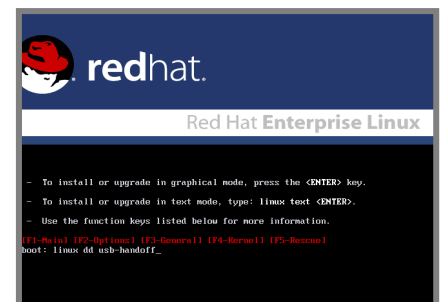 redhat.
Red Hat Enterprise Linux
- To install or upgrade in graphical mode, press the <ENTER> key.
- To install or upgrade in text mode, type: linux text <ENTER>.
- Use the function keys listed below for more information.
[F1-Main] [F2-Options] [F3-General] [F4-Kernel] [F5-Rescue]
boot: linux dd usb-handoff_